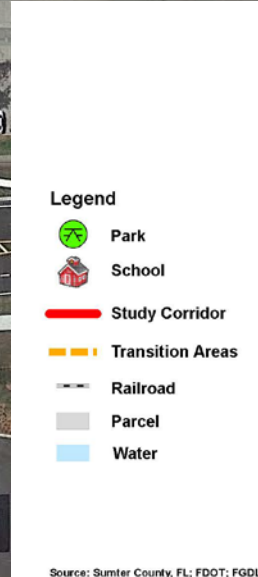 Legend
Park
School
Study Corridor
Transition Areas
Railroad
Parcel
Water
Source: Sumter County, FL; FDOT; FGDL